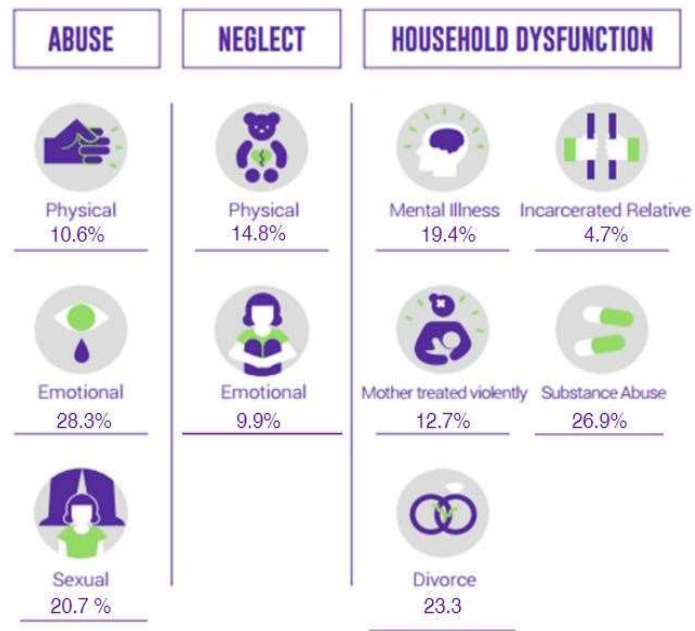 ABUSE
Physical
10.6%
Emotional
28.3%
Sexual
20.7 %
NEGLECT
Physical
14.8%
Emotional
9.9%
HOUSEHOLD DYSFUNCTION
Mental Illness
19.4%
Incarcerated Relative
4.7%
Mother treated violently
12.7%
Substance Abuse
26.9%
Divorce
23.3